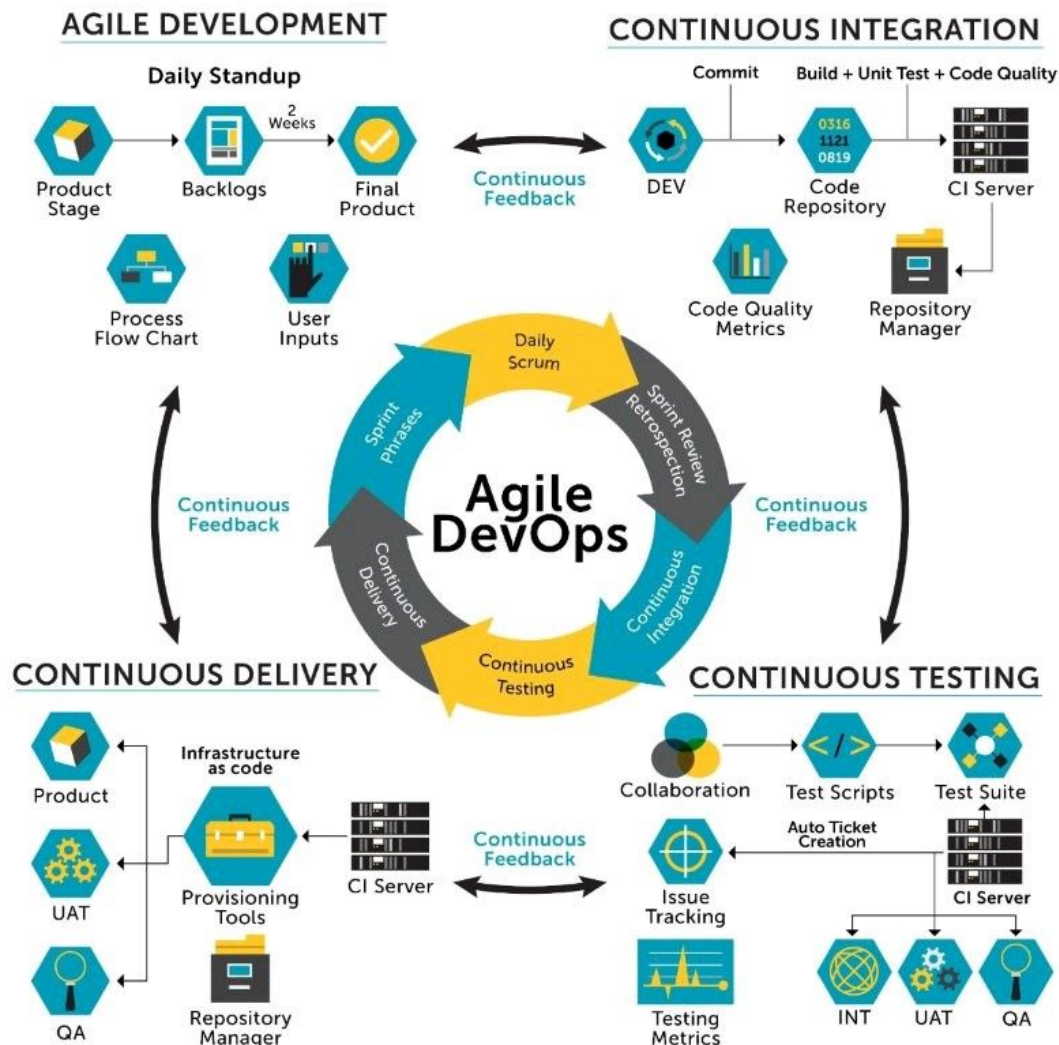 AGILE DEVELOPMENT
Daily Standup
2
Weeks
Product
Stage
Backlogs
Final
Product
Process
Flow Chart
User
Inputs
Continuous
Feedback
CONTINUOUS INTEGRATION
Commit
Build + Unit Test + Code Quality
0316
1121
0819
DEV
Code
Repository
CI Server
Code Quality
Metrics
Repository
Manager
Daily
Scrum
Sprint Review
Retrospection
Continuous
Integration
Continuous
Testing
Continuous
Delivery
Sprint
Phrases
Agile
DevOps
Continuous
Feedback
Continuous
Feedback
CONTINUOUS DELIVERY
Product
UAT
QA
Infrastructure
as code
Provisioning
Tools
CI Server
Repository
Manager
Continuous
Feedback
CONTINUOUS TESTING
Collaboration
</>
Test Scripts
Test Suite
Auto Ticket
Creation
CI Server
Issue
Tracking
Testing
Metrics
INT
UAT
QA